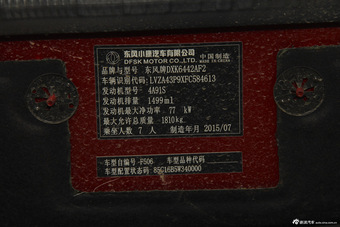 东风小康汽车有限公司 中国制造
DFSK MOTOR CO.,LTD. MADE IN CHINA
品牌与型号:东风牌DXK6442AF2
车辆识别代码:LVZA43P9XFC584613
发动机型号: 4A91S
发动机排量: 1499ml
发动机最大净功率: 77 kW
最大允许总质量: 1810kg
乘坐人数 7 人 制造年月 2015/07
车型自编号-F506 车型品种代码
车型配置状态码: 85C16B5W340000